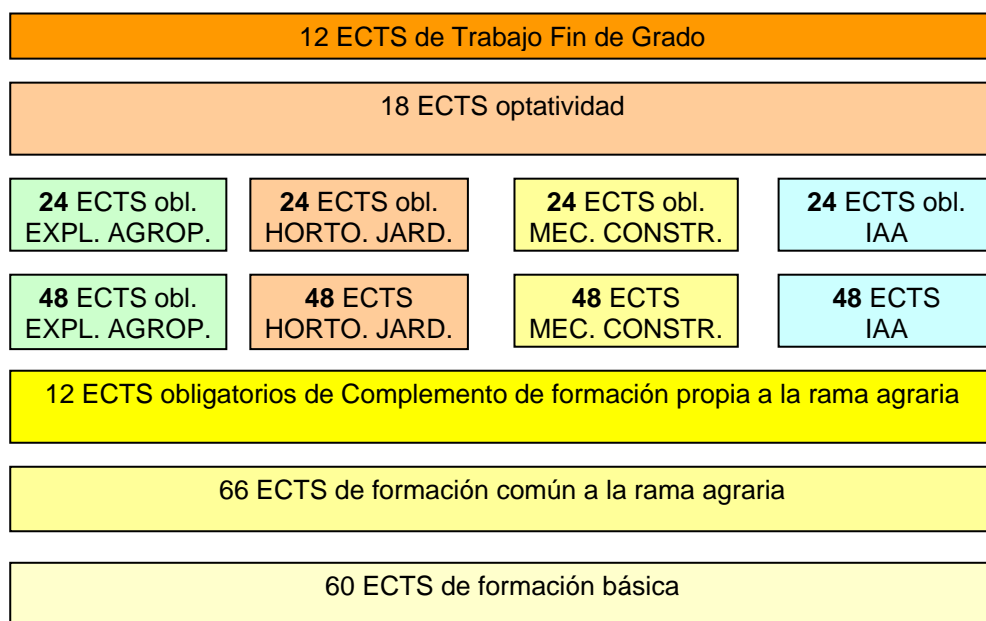 12 ECTS de Trabajo Fin de Grado
18 ECTS optatividad
24 ECTS obl.
EXPL. AGROP.
24 ECTS obl.
HORTO. JARD.
24 ECTS obl.
MEC. CONSTR.
24 ECTS obl.
IAA
48 ECTS obl.
EXPL. AGROP.
48 ECTS
HORTO. JARD.
48 ECTS
MEC. CONSTR.
48 ECTS
IAA
12 ECTS obligatorios de Complemento de formación propia a la rama agraria
66 ECTS de formación común a la rama agraria
60 ECTS de formación básica